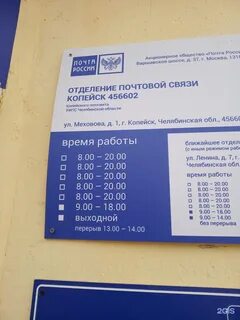 ПОЧТА РОССИИ
Акционерное «Общество «Почта
Варшавское шоссе, д. 37, г. Москва,
ОТДЕЛЕНИЕ ПОЧТОВОЙ СВЯЗИ
КОПЕЙСК 456602
Копейского почтамта
УФПС Челябинской области
ул. Меховова, д. 1, г. Копейск, Челябинская обл.,
время работы
8.00 – 20.00
8.00 – 20.00
8.00 – 20.00
8.00 – 20.00
8.00 – 20.00
9.00 – 18.00
выходной
перерыв 13.00 – 14.00
ближайшее отделение
ул. Ленина, д. 7, г.
Челябинская обл.
время работы
8.00 – 20.00
8.00 – 20.00
8.00 – 20.00
8.00 – 20.00
8.00 – 20.00
9.00 – 18.00
9.00 – 14.00
без перерыва
2GIS